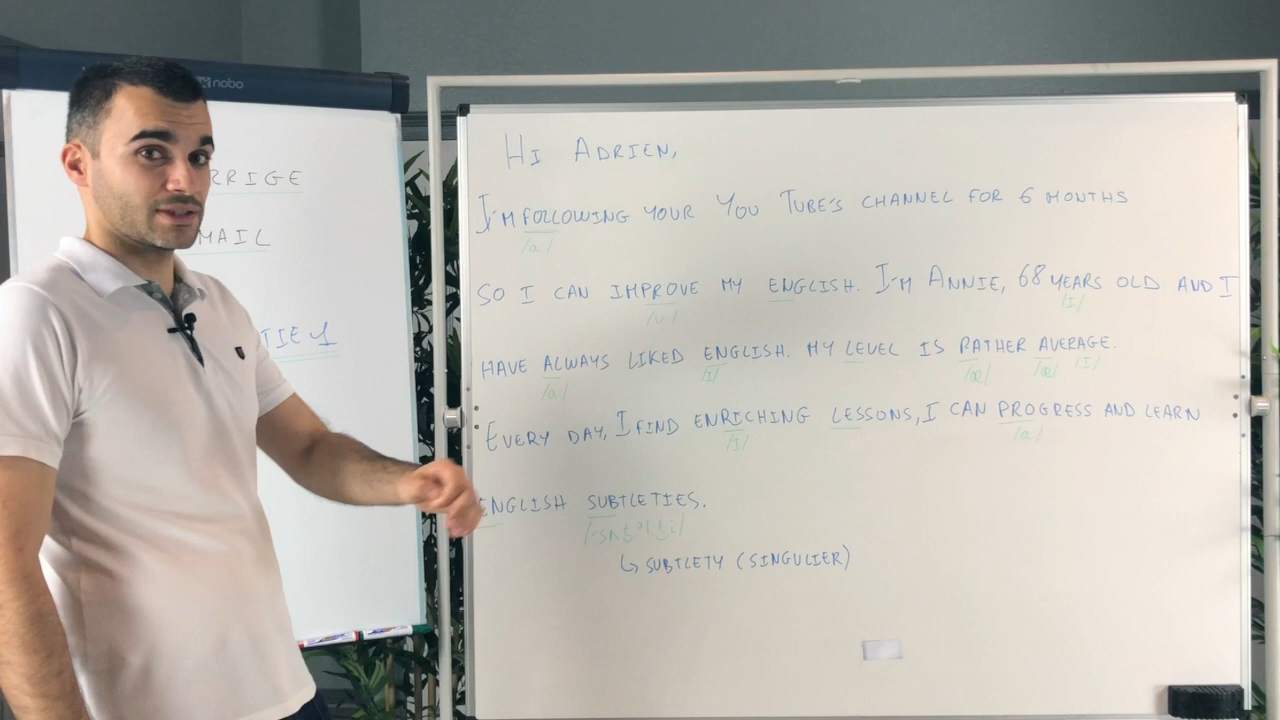 nobo
RRIGE
MAIL
TIE 1
HI ADRIEN,
I'M FOLLOWING YOUR YOU TUBE'S CHANNEL FOR 6 MONTHS
/a/
SO I CAN IMPROVE MY ENGLISH. I'M ANNIE, 68 YEARS OLD AND I
/u/ /I/
HAVE ALWAYS LIKED ENGLISH. MY LEVEL IS RATHER AVERAGE.
/a/ /I/ /æ/ /æ/ /I/
EVERY DAY, I FIND ENRICHING LESSONS, I CAN PROGRESS AND LEARN
/I/ /a/
ENGLISH SUBTLETIES.
↳ SUBTLETY (SINGULIER)